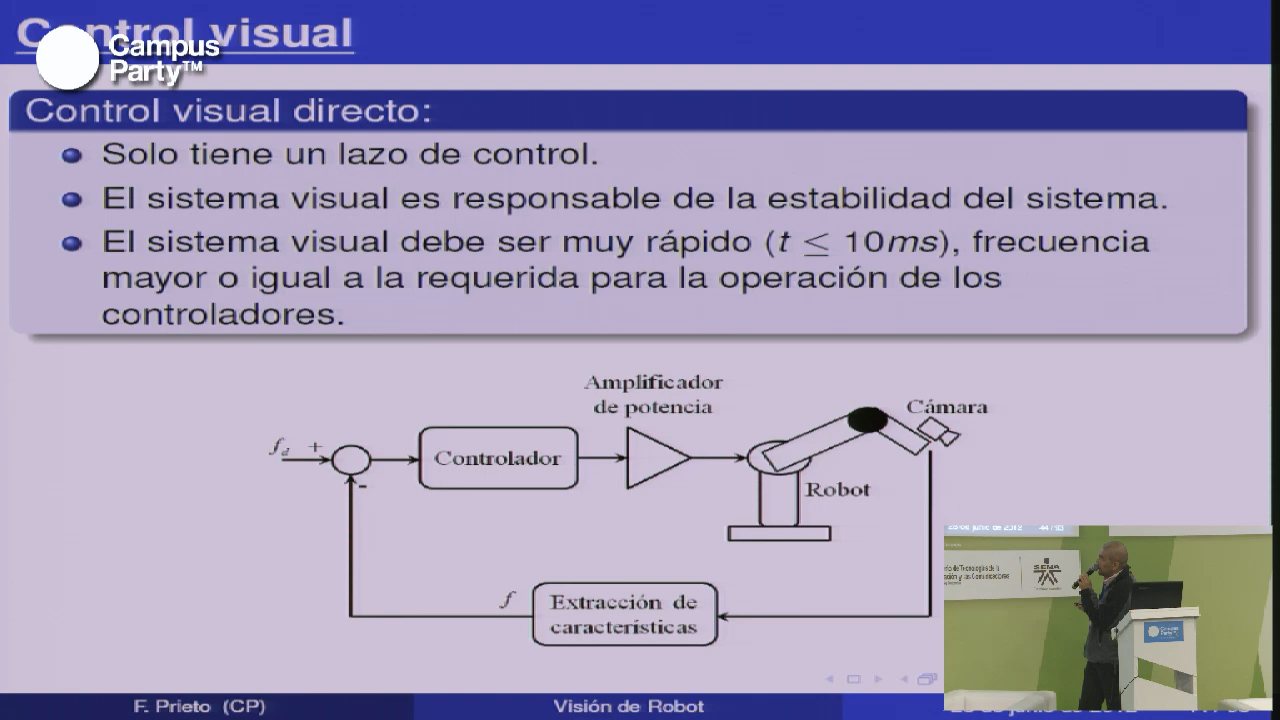 Control visual
Campus
Party™
Control visual directo:
Solo tiene un lazo de control.
El sistema visual es responsable de la estabilidad del sistema.
El sistema visual debe ser muy rápido (t ≤ 10ms), frecuencia
mayor o igual a la requerida para la operación de los
controladores.
Amplificador
de potencia
Cámara
f_d +
-
Controlador
Robot
f
Extracción de
características
SENA
Campus
Party
F. Prieto (CP)
Visión de Robot